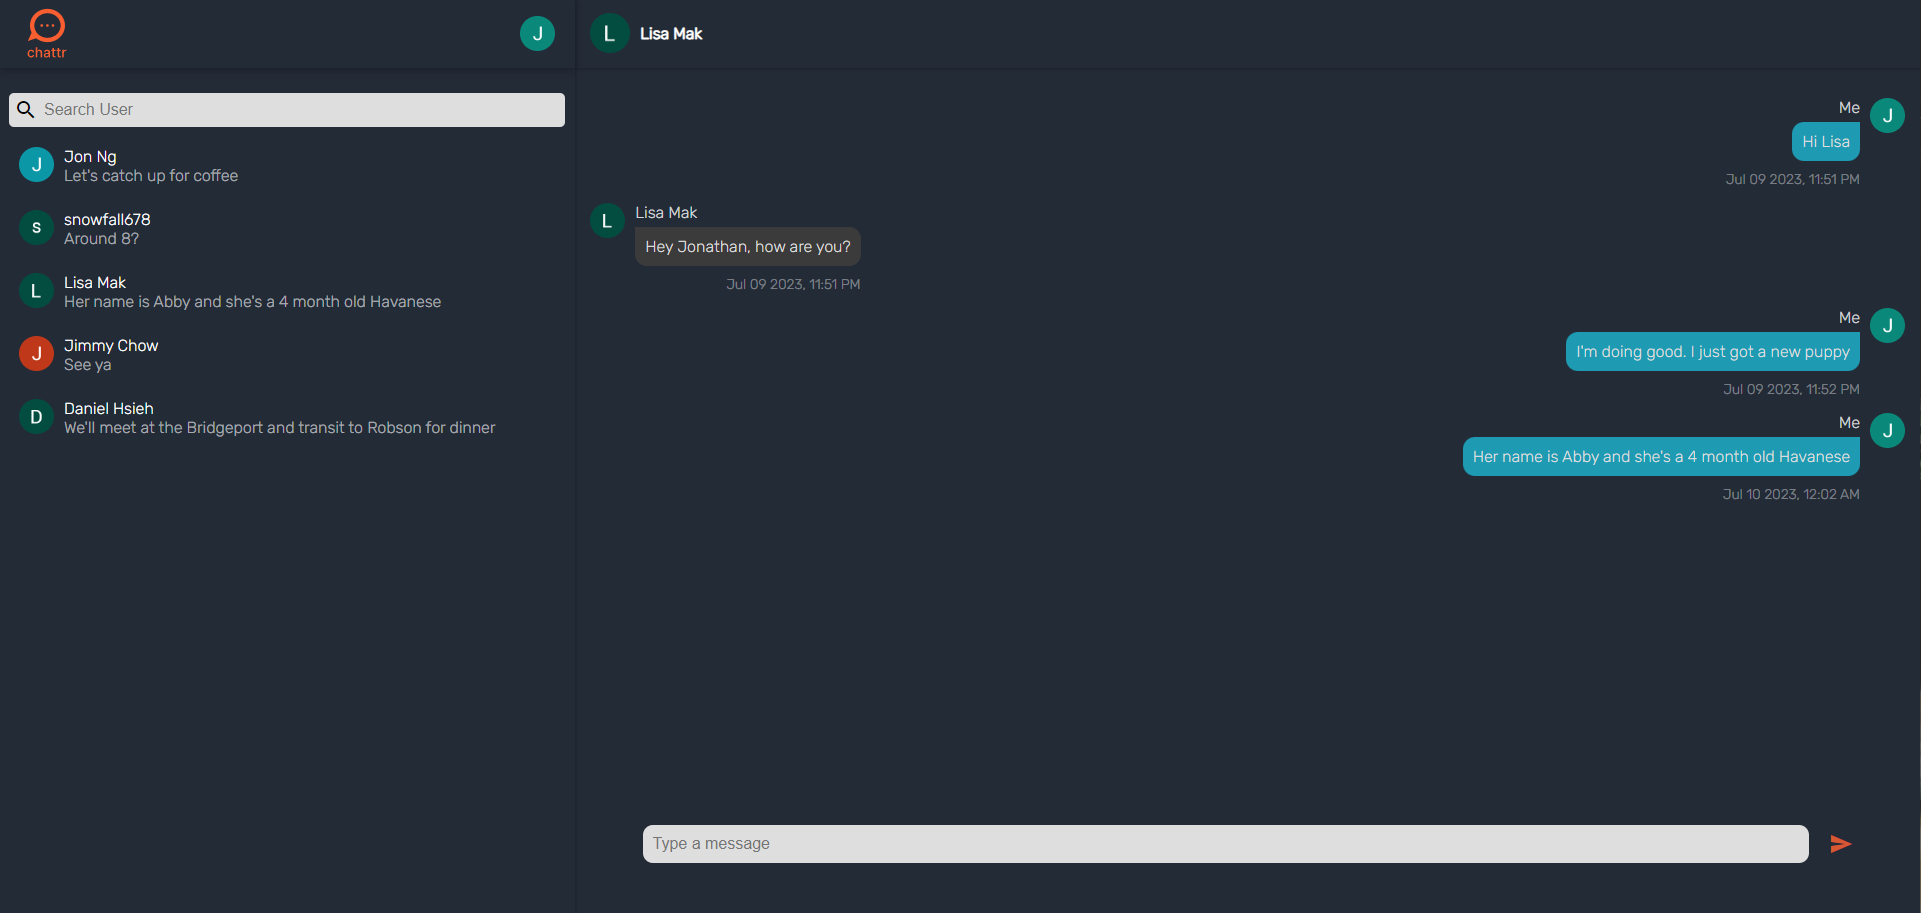 chattr
J
Search User
J
Jon Ng
Let's catch up for coffee
s
snowfall678
Around 8?
L
Lisa Mak
Her name is Abby and she's a 4 month old Havanese
J
Jimmy Chow
See ya
D
Daniel Hsieh
We'll meet at the Bridgeport and transit to Robson for dinner
L
Lisa Mak
Me
J
Hi Lisa
Jul 09 2023, 11:51 PM
L
Lisa Mak
Hey Jonathan, how are you?
Jul 09 2023, 11:51 PM
Me
J
I'm doing good. I just got a new puppy
Jul 09 2023, 11:52 PM
Me
J
Her name is Abby and she's a 4 month old Havanese
Jul 10 2023, 12:02 AM
Type a message